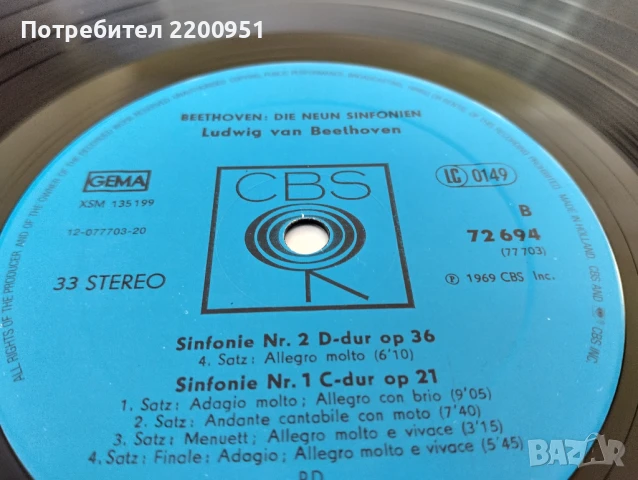 Потребител 2200951
BEETHOVEN: DIE NEUN SINFONIEN
Ludwig van Beethoven
GEMA
XSM 135199
12-077703-20
33 STEREO
CBS
LC 0149
B
72 694
(77 703)
℗ 1969 CBS Inc.
Sinfonie Nr. 2 D-dur op 36
4. Satz: Allegro molto (6'10)
Sinfonie Nr. 1 C-dur op 21
1. Satz: Adagio molto; Allegro con brio (9'05)
2. Satz: Andante cantabile con moto (7'40)
3. Satz: Menuett; Allegro molto e vivace (3'15)
4. Satz: Finale: Adagio; Allegro molto e vivace (5'45)
ALL RIGHTS OF THE PRODUCER AND OF THE OWNER OF THE
MADE IN HOLLAND CBS AND CBS INC.
BAZAR